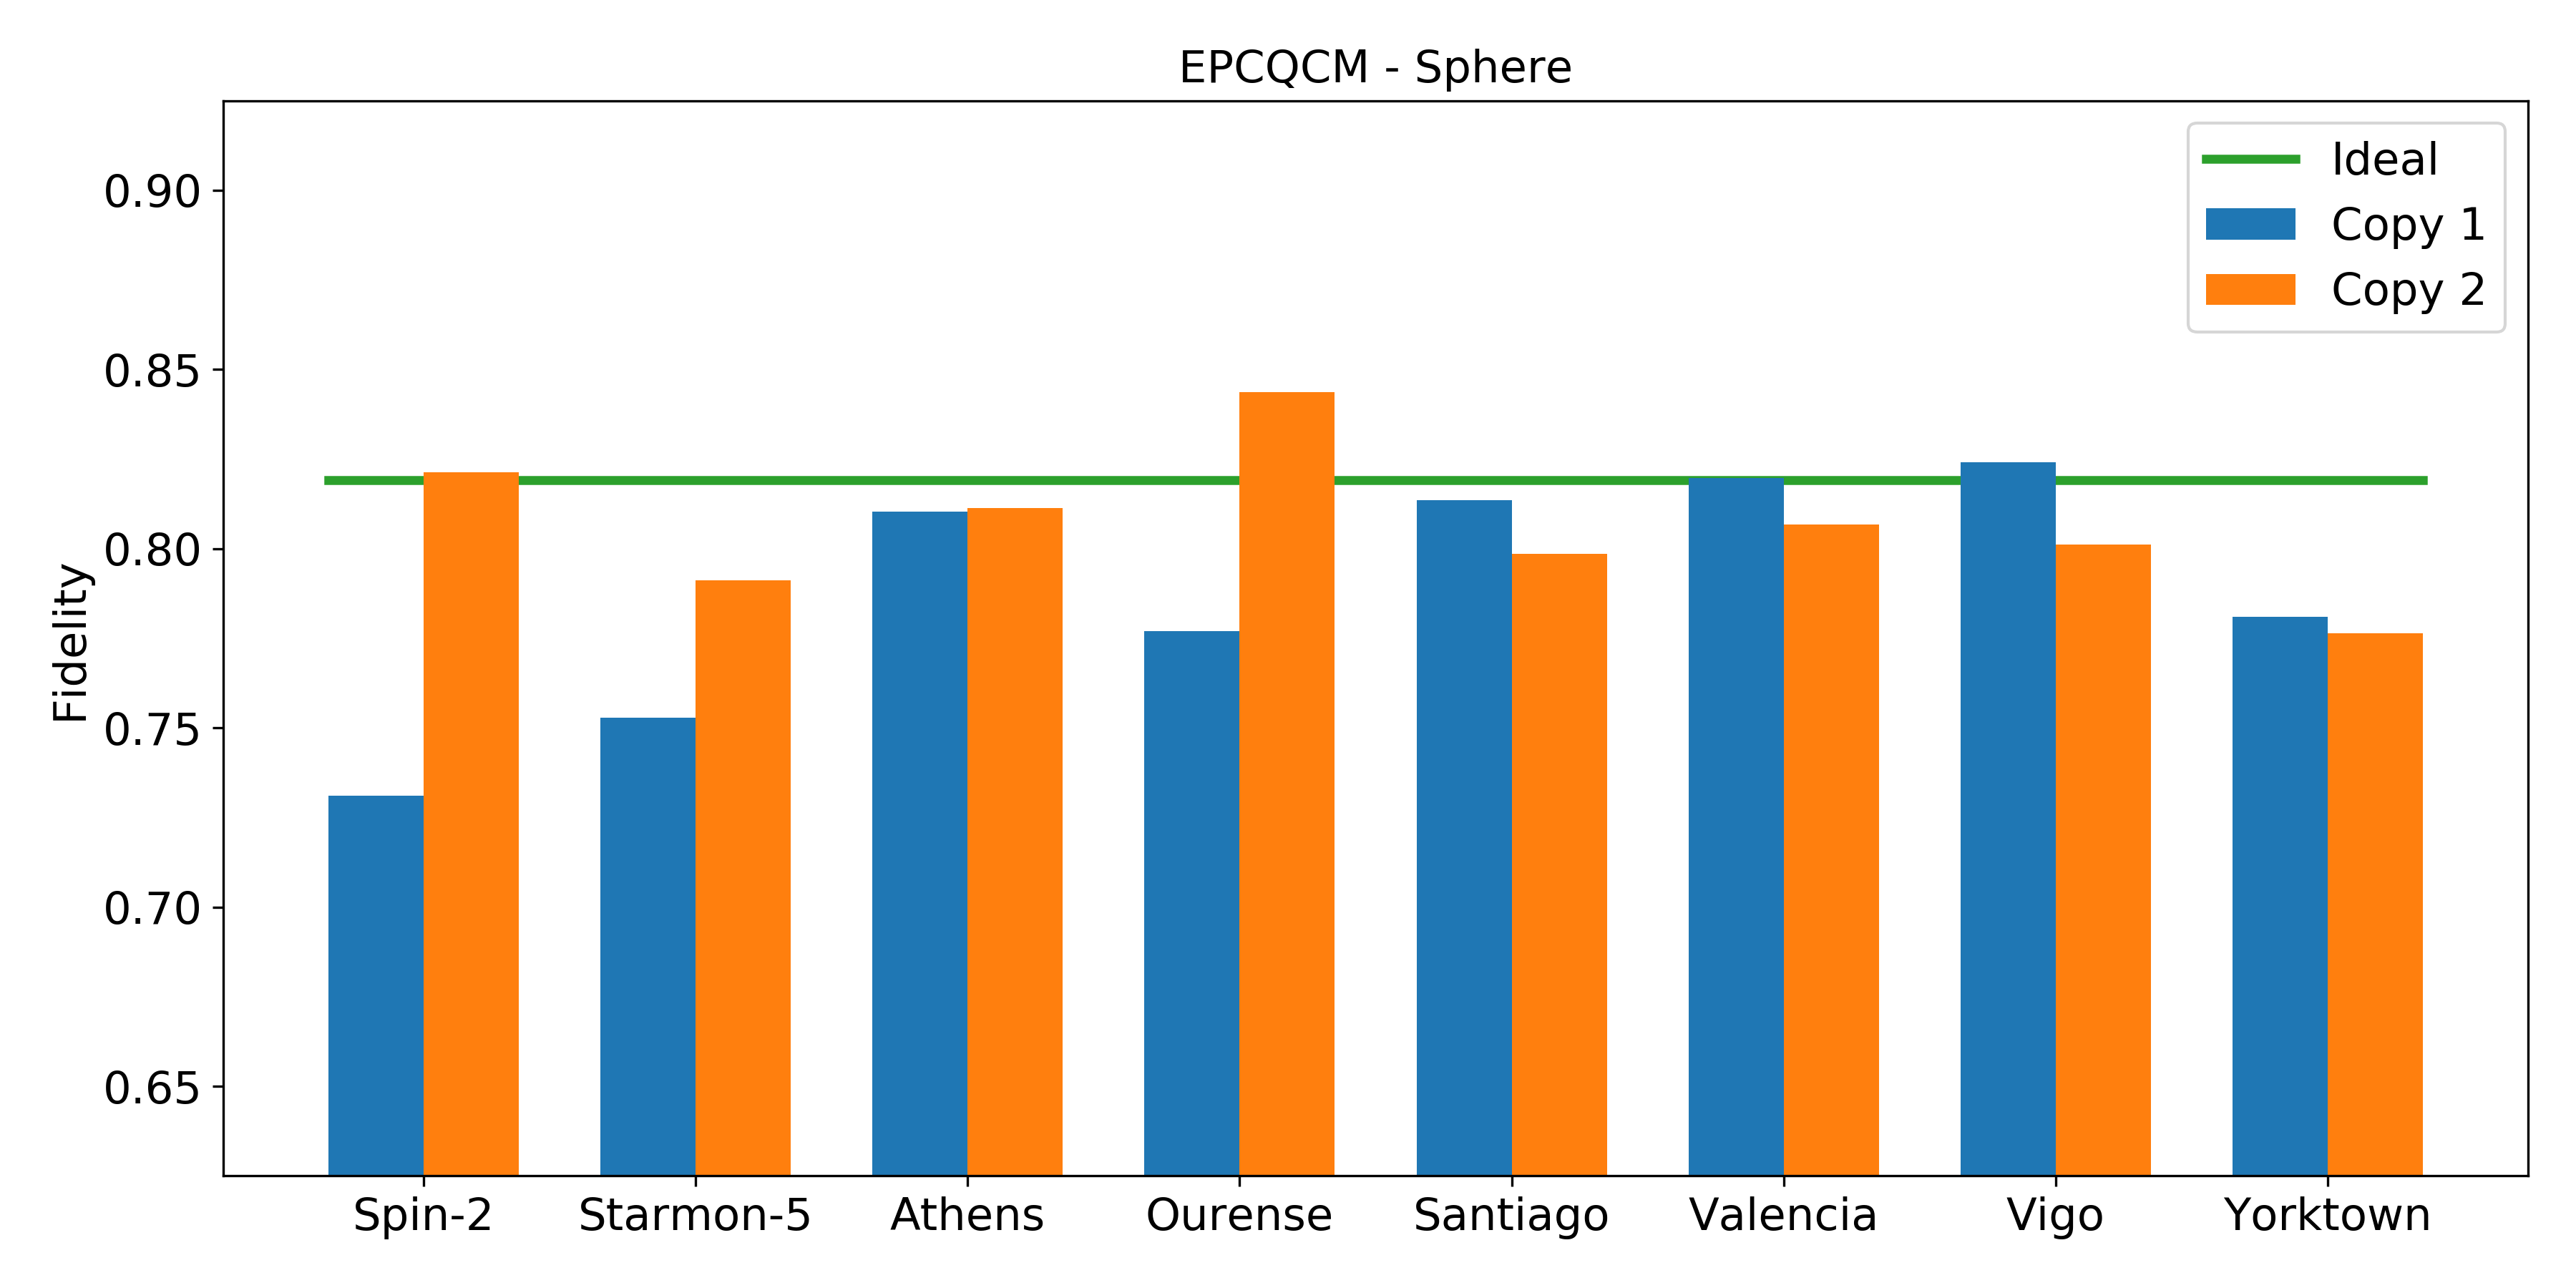 EPCQCM - Sphere
Ideal
Copy 1
Copy 2
Fidelity
0.90
0.85
0.80
0.75
0.70
0.65
Spin-2 Starmon-5 Athens Ourense Santiago Valencia Vigo Yorktown